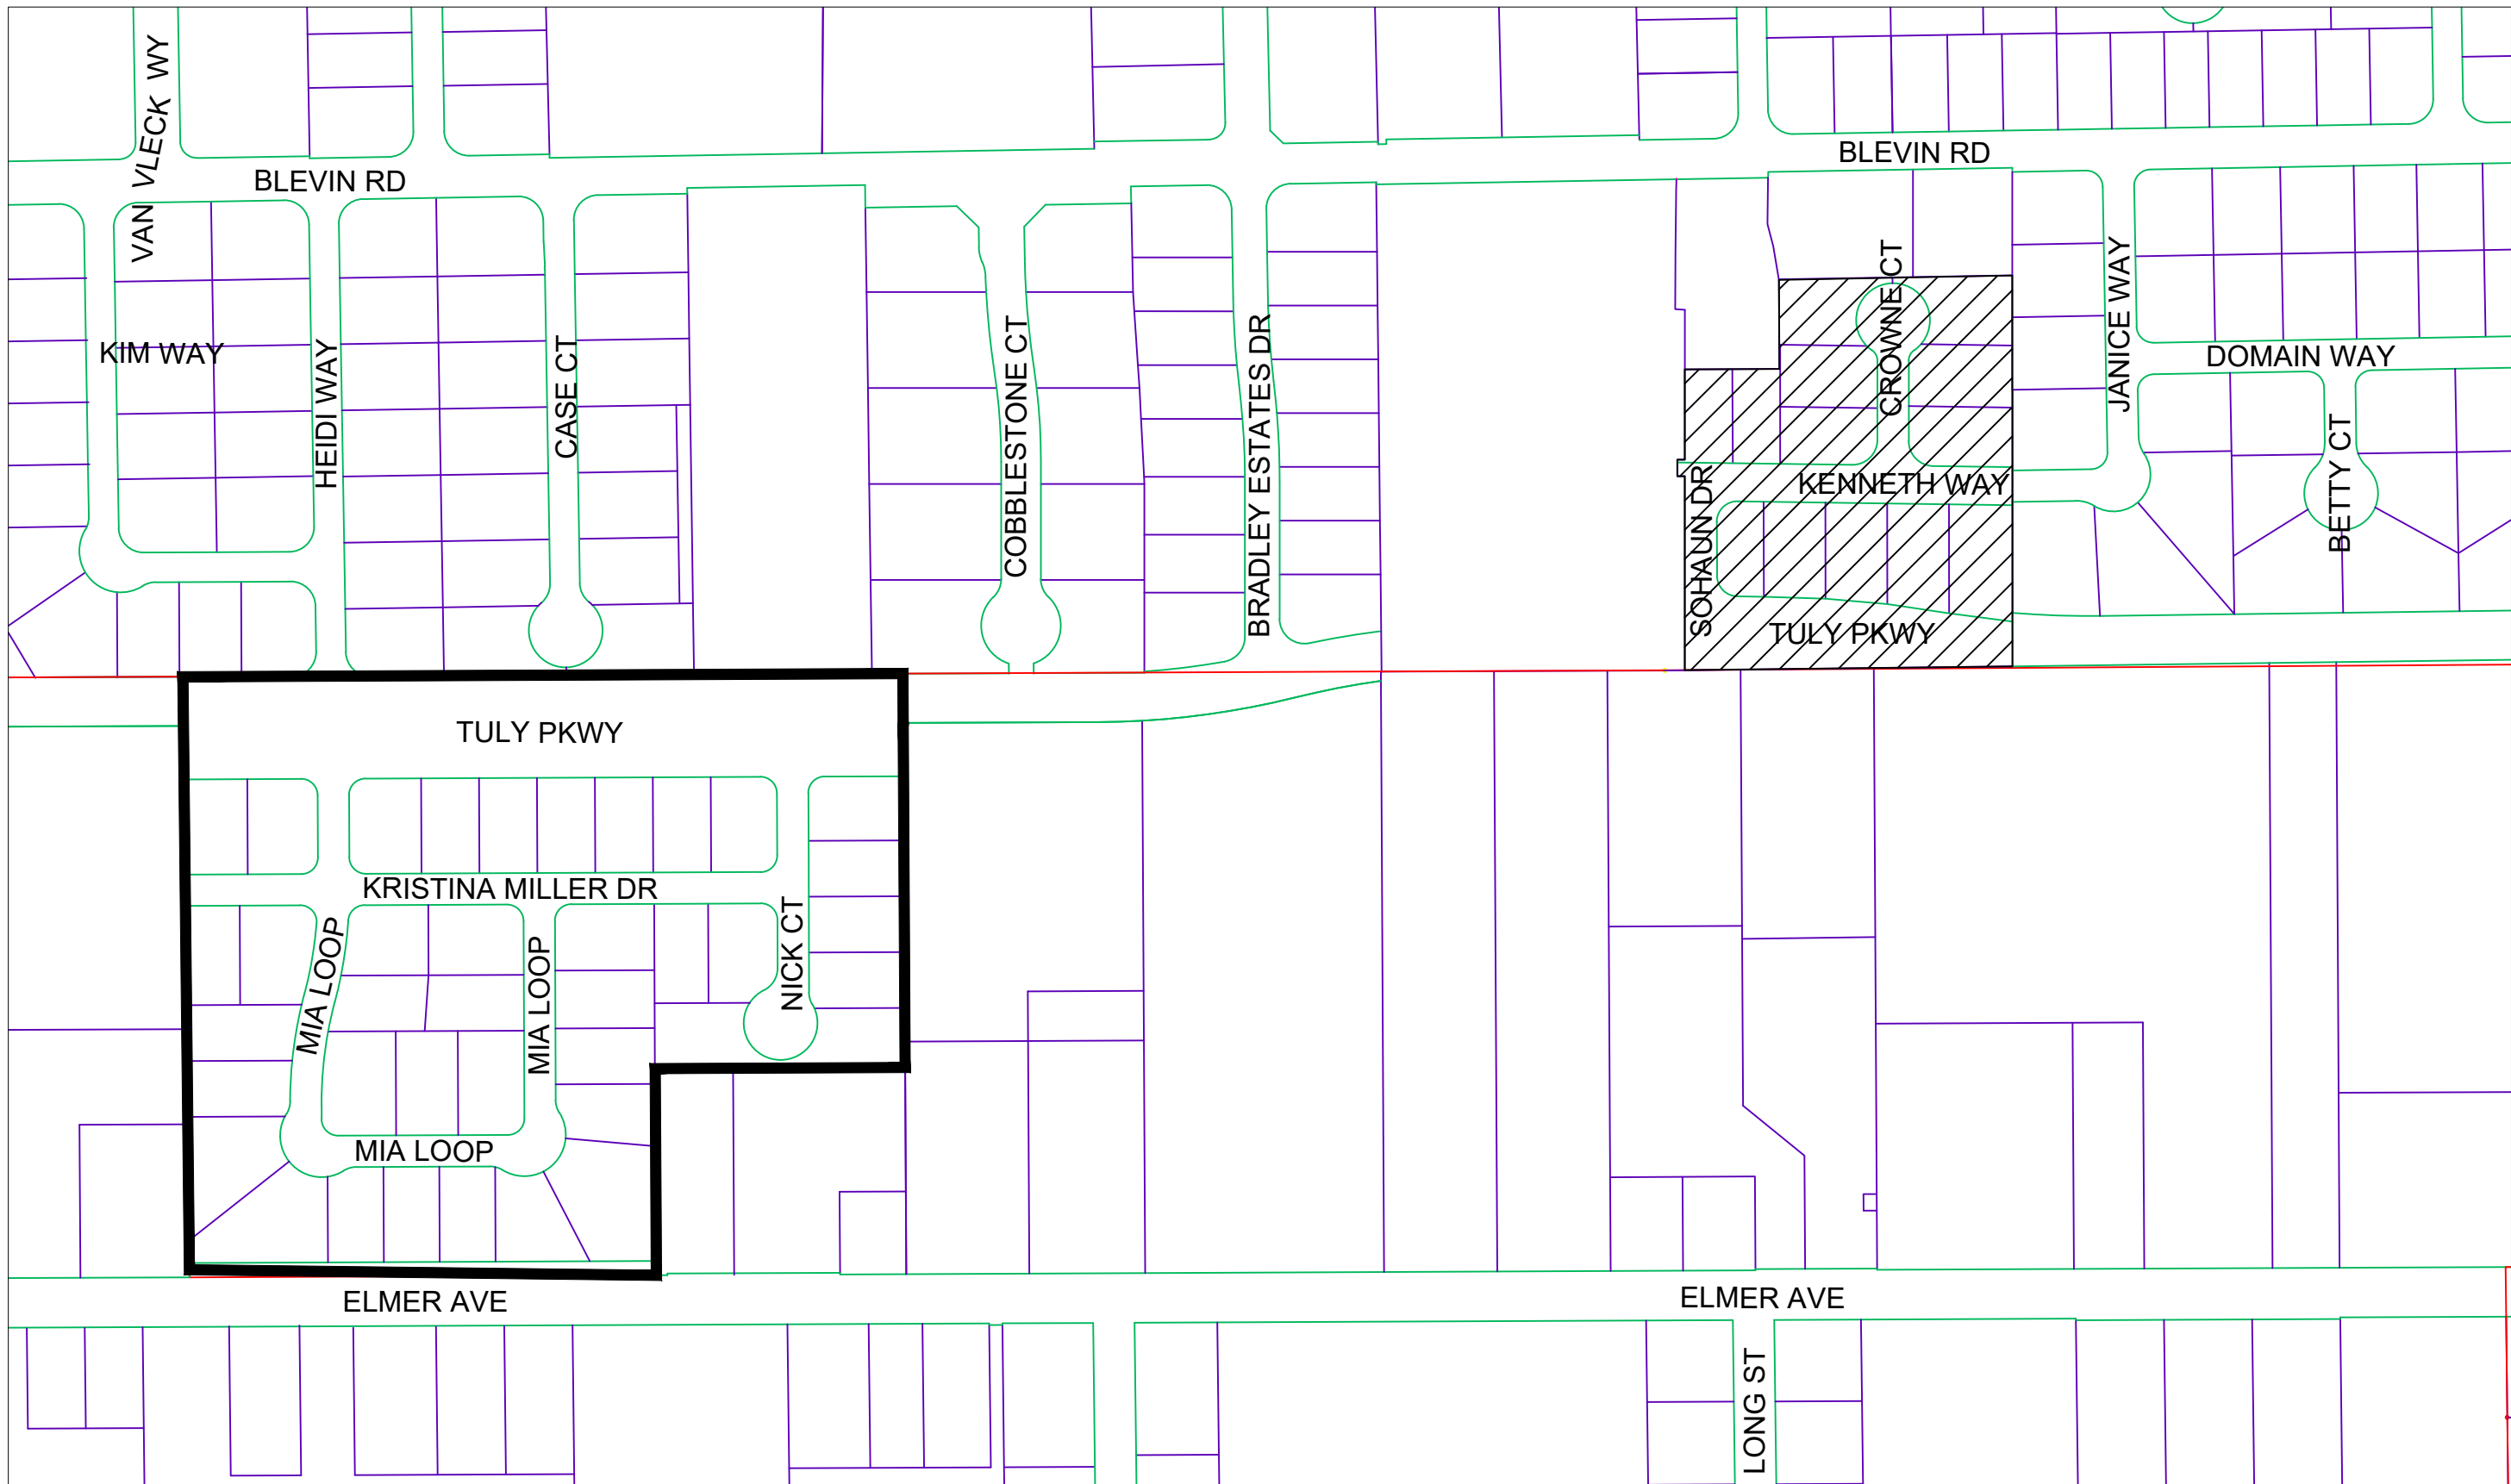 VAN VLECK WY
BLEVIN RD
BLEVIN RD
KIM WAY
HEIDI WAY
CASE CT
COBBLESTONE CT
BRADLEY ESTATES DR
CROWNE CT
JANICE WAY
DOMAIN WAY
BETTY CT
SOHAUN DR
KENNETH WAY
TULY PKWY
TULY PKWY
KRISTINA MILLER DR
MIA LOOP
MIA LOOP
NICK CT
MIA LOOP
ELMER AVE
ELMER AVE
LONG ST